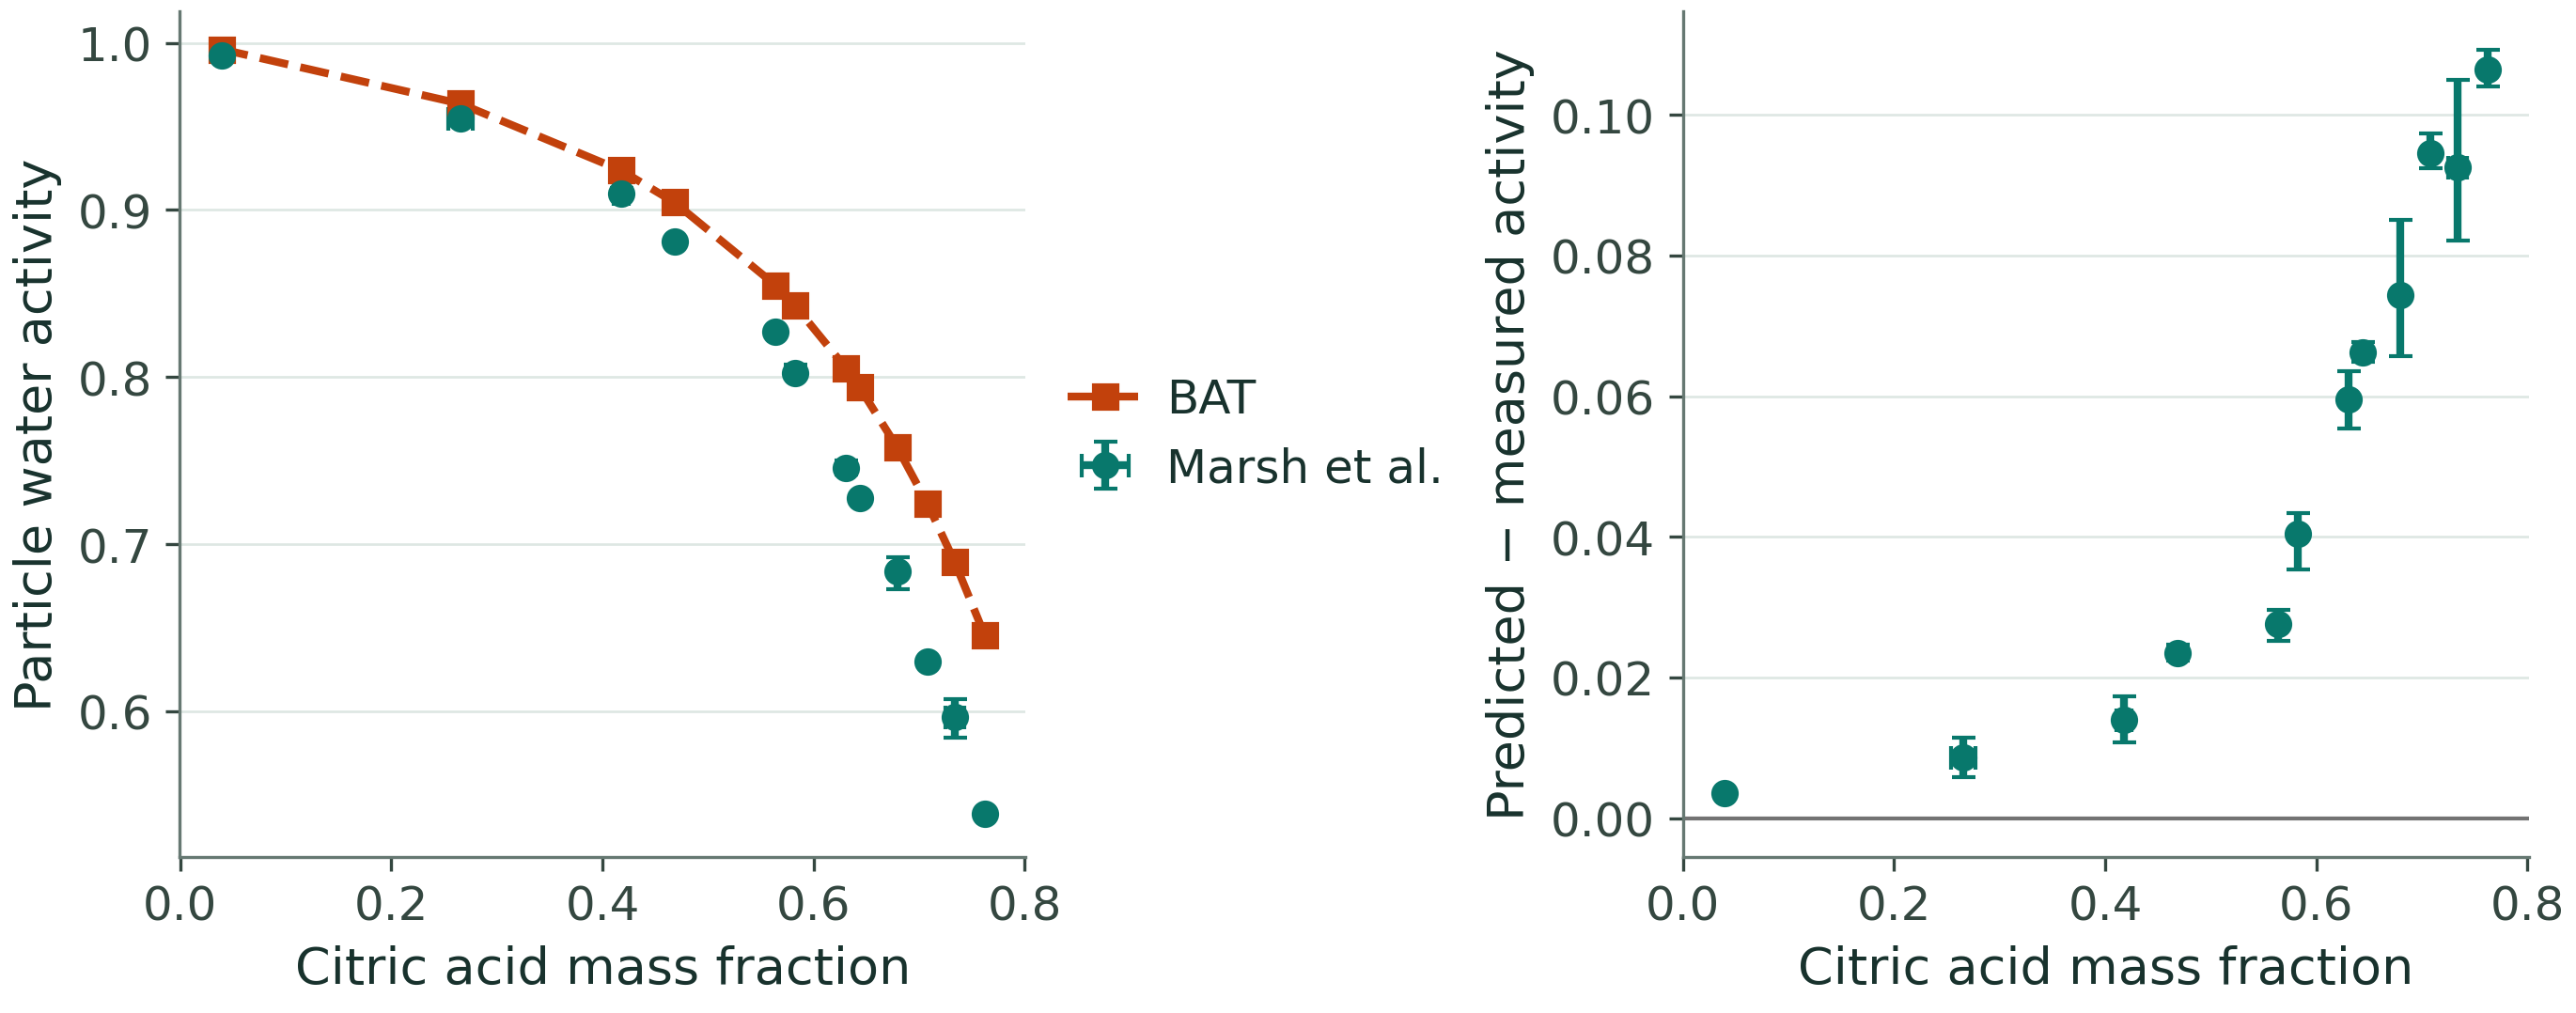 Particle water activity
1.0
0.9
0.8
0.7
0.6
0.0 0.2 0.4 0.6 0.8
Citric acid mass fraction
BAT
Marsh et al.
Predicted − measured activity
0.10
0.08
0.06
0.04
0.02
0.00
0.0 0.2 0.4 0.6 0.8
Citric acid mass fraction